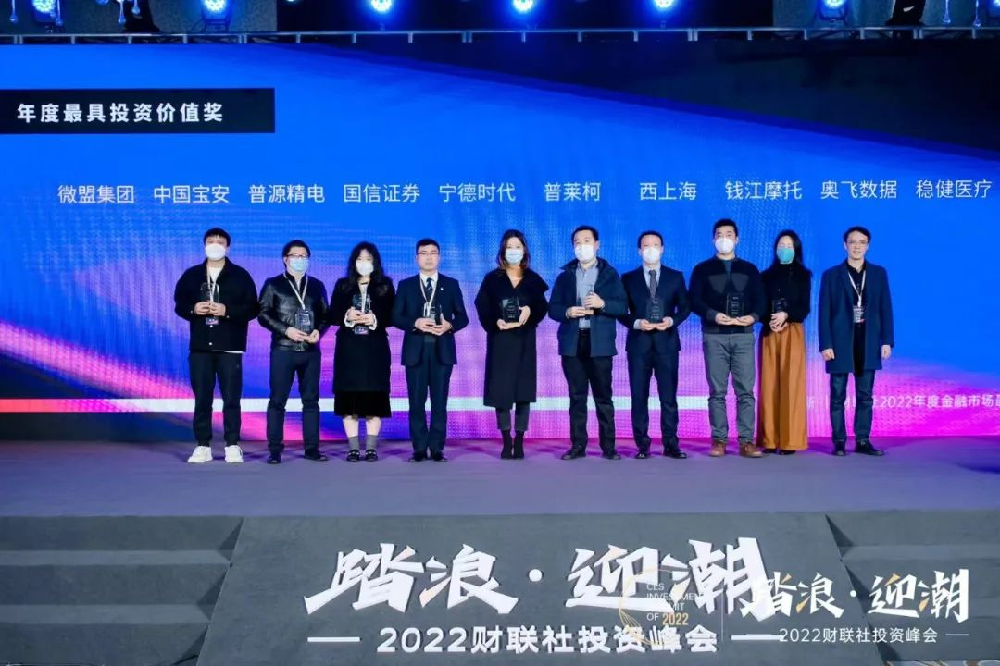 年度最具投资价值奖
微盟集团 中国宝安 普源精电 国信证券 宁德时代 普莱柯 西上海 钱江摩托 奥飞数据 稳健医疗
2022年度金融市场
踏浪·迎潮
2022财联社投资峰会
CLS
INVESTMENT
SUMMIT
OF 2022
踏浪·迎潮
2022财联社投资峰会